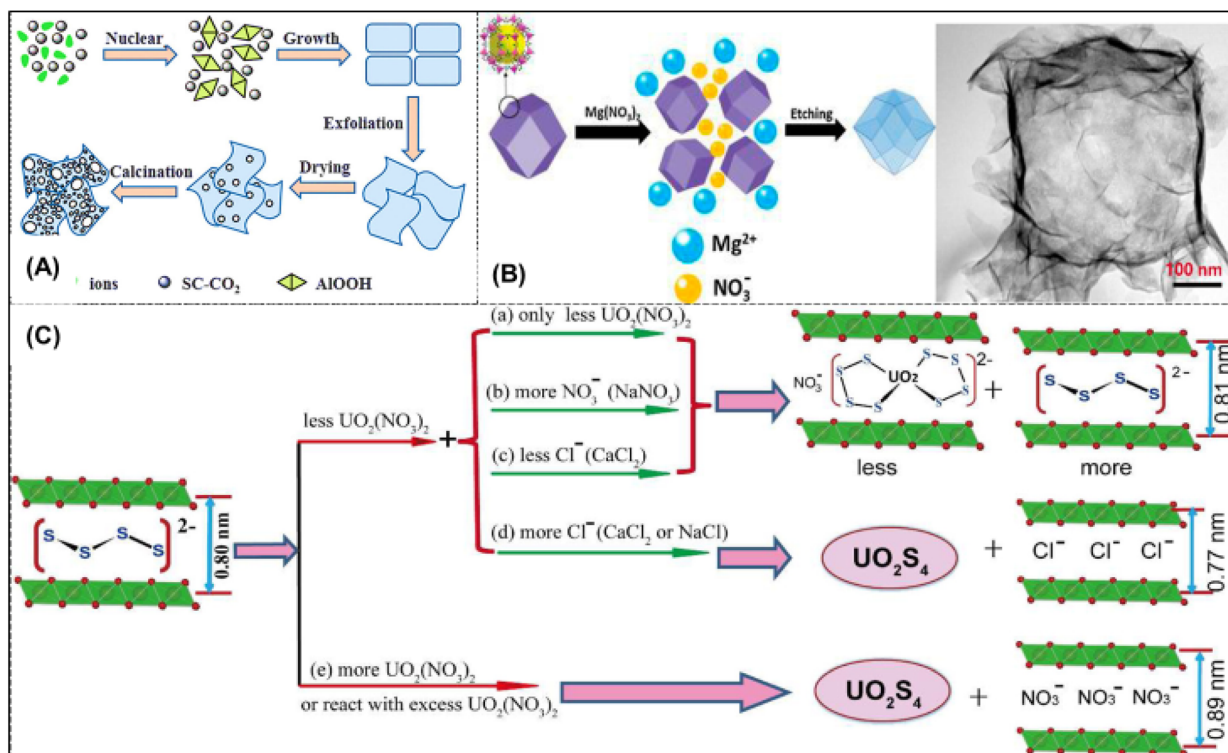 Nuclear
Growth
Exfoliation
Drying
Calcination
(A)
ions
SC-CO₂
AlOOH
Mg(NO₃)₂
Etching
Mg²⁺
NO₃⁻
(B)
100 nm
(C)
S S S S
2-
0.80 nm
less UO₂(NO₃)₂
+
(a) only less UO₂(NO₃)₂
(b) more NO₃⁻ (NaNO₃)
(c) less Cl⁻ (CaCl₂)
(d) more Cl⁻ (CaCl₂ or NaCl)
(e) more UO₂(NO₃)₂
or react with excess UO₂(NO₃)₂
NO₃⁻
S S S S UO₂ S S S S
2-
less
+
S S S S
2-
more
0.81 nm
UO₂S₄
+
Cl⁻ Cl⁻ Cl⁻
0.77 nm
UO₂S₄
+
NO₃⁻ NO₃⁻ NO₃⁻
0.89 nm